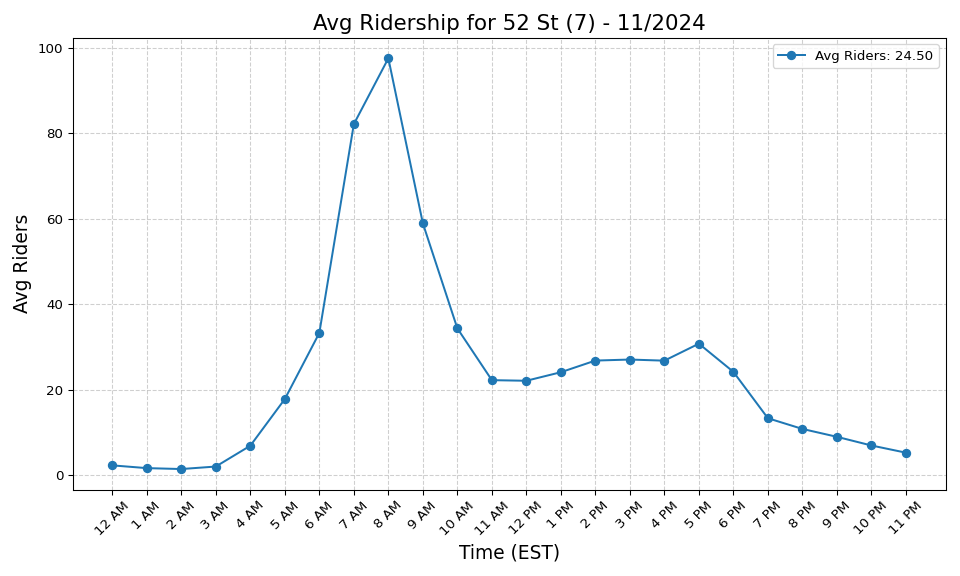 Avg Ridership for 52 St (7) - 11/2024
Avg Riders: 24.50
Avg Riders
100
80
60
40
20
0
12 AM
1 AM
2 AM
3 AM
4 AM
5 AM
6 AM
7 AM
8 AM
9 AM
10 AM
11 AM
12 PM
1 PM
2 PM
3 PM
4 PM
5 PM
6 PM
7 PM
8 PM
9 PM
10 PM
11 PM
Time (EST)